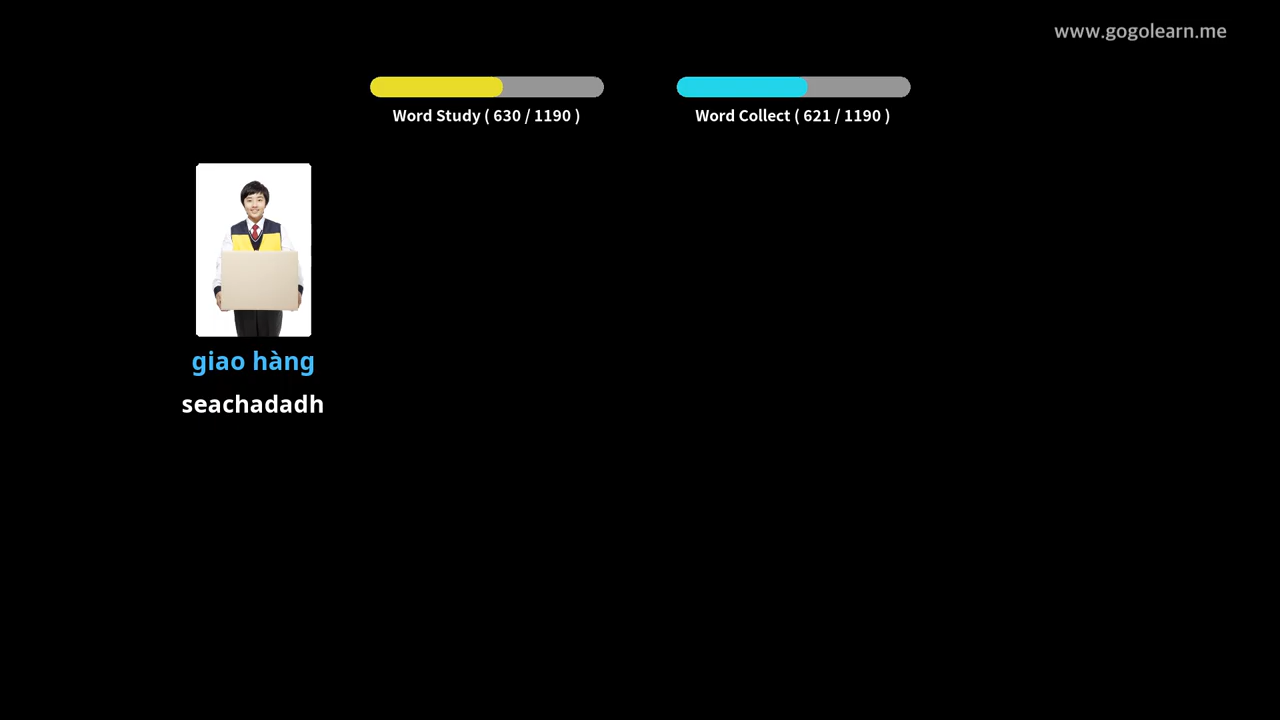 www.gogolearn.me
Word Study ( 630 / 1190 )
Word Collect ( 621 / 1190 )
giao hàng
seachadadh